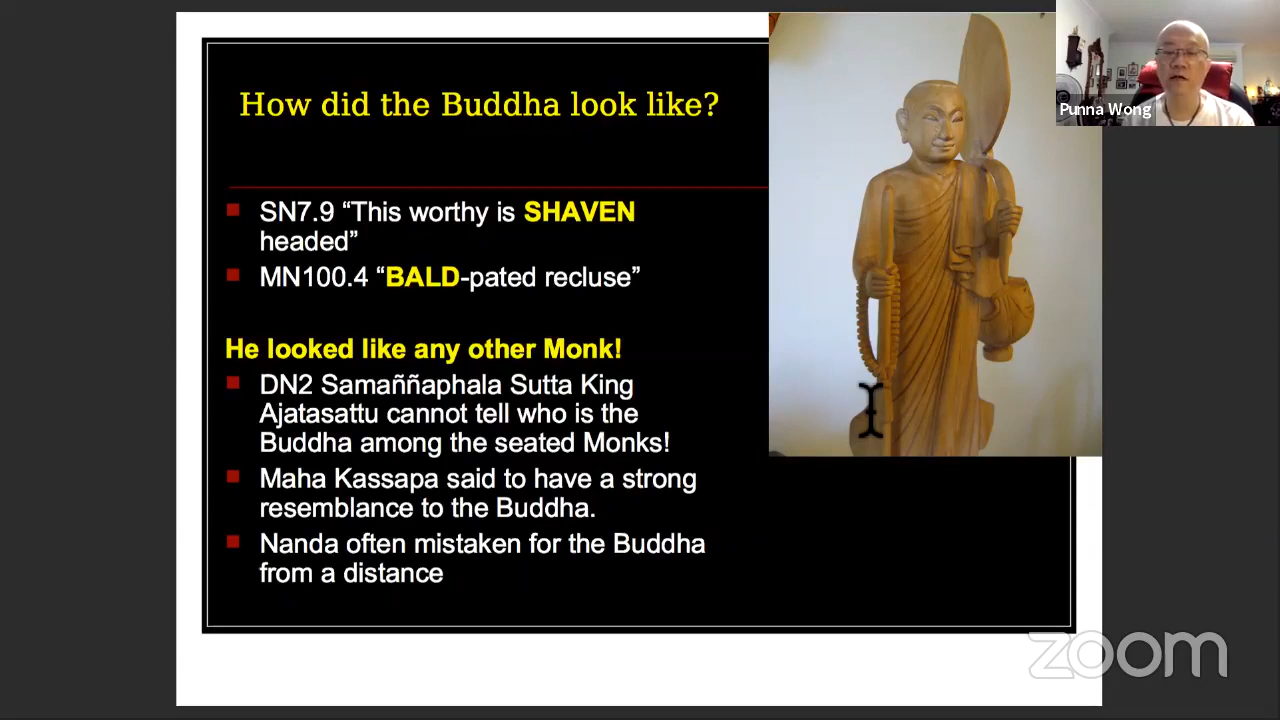 How did the Buddha look like?
SN7.9 “This worthy is SHAVEN
headed”
MN100.4 “BALD-pated recluse”
He looked like any other Monk!
DN2 Samaññaphala Sutta King
Ajatasattu cannot tell who is the
Buddha among the seated Monks!
Maha Kassapa said to have a strong
resemblance to the Buddha.
Nanda often mistaken for the Buddha
from a distance
Punna Wong
zoom